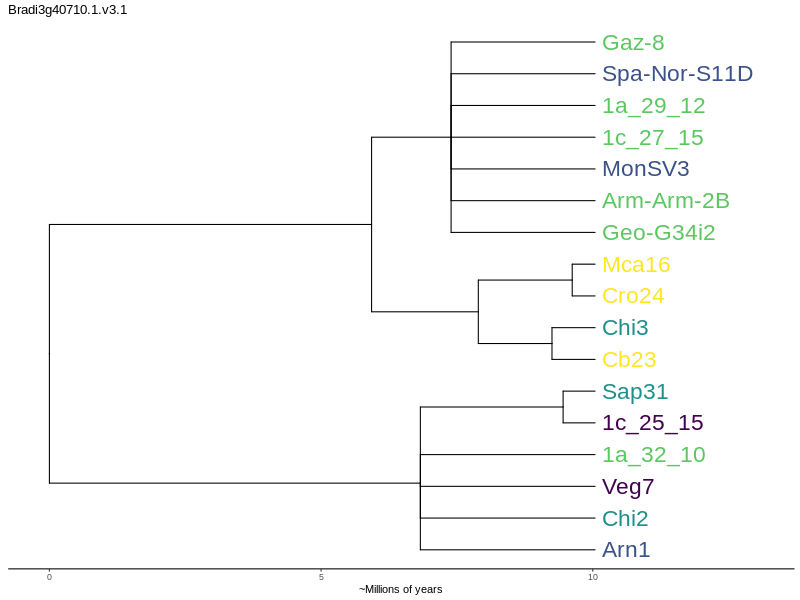 Bradi3g40710.1.v3.1
Gaz-8
Spa-Nor-S11D
1a_29_12
1c_27_15
MonSV3
Arm-Arm-2B
Geo-G34i2
Mca16
Cro24
Chi3
Cb23
Sap31
1c_25_15
1a_32_10
Veg7
Chi2
Arn1
0 5 10
~Millions of years